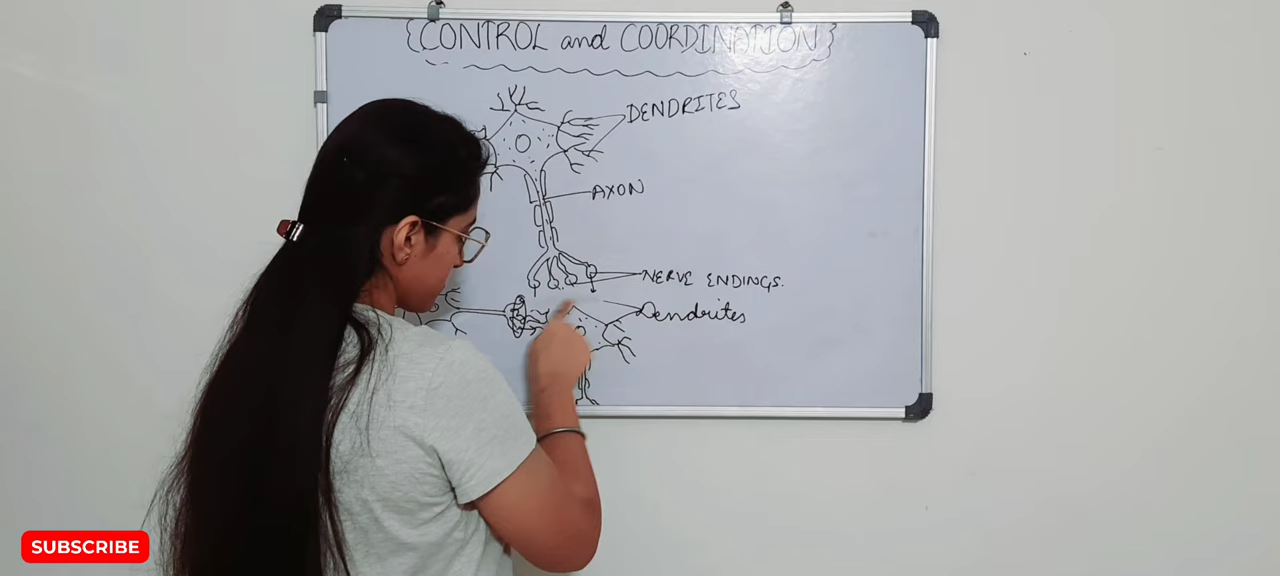 {CONTROL and COORDINATION}
DENDRITES
AXON
NERVE ENDINGS.
Dendrites
SUBSCRIBE